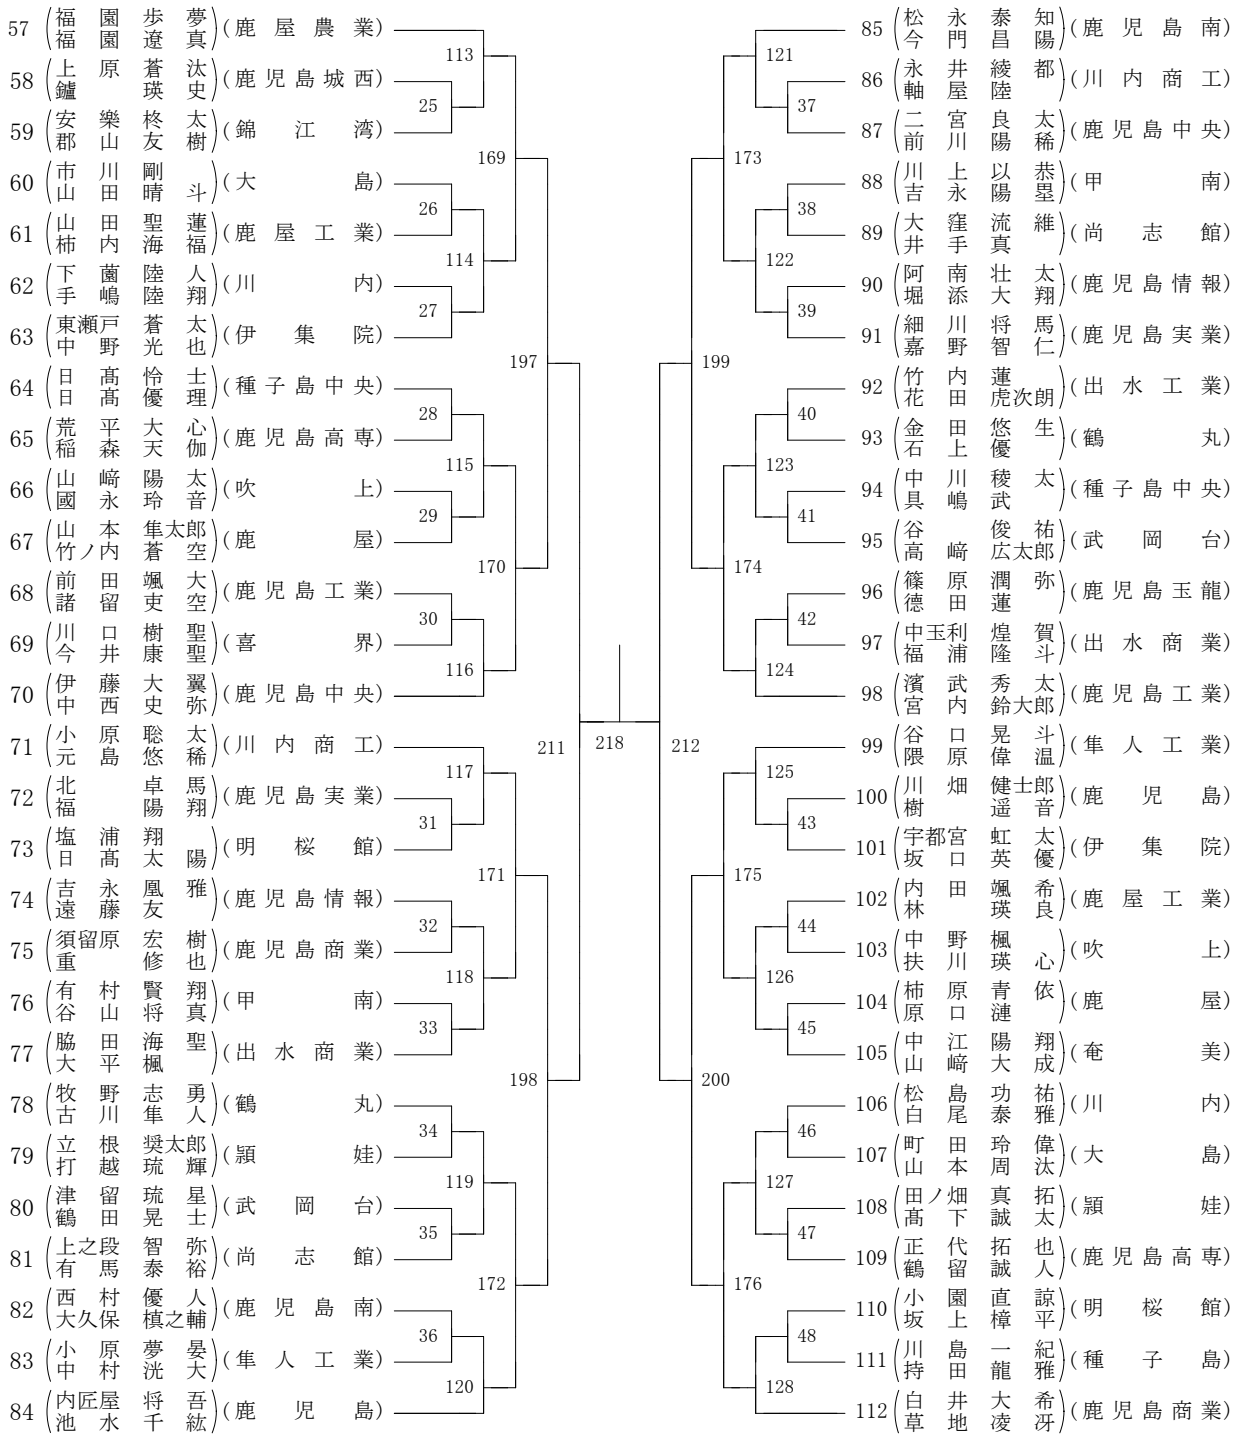 57 (福園歩夢 福園遼真) (鹿屋農業)
58 (上原蒼汰 鑪瑛史) (鹿児島城西)
59 (安樂柊太 郡山友樹) (錦江湾)
60 (市川剛 山田晴斗) (大島)
61 (山田聖蓮 柿内海福) (鹿屋工業)
62 (下薗陸人 手嶋陸翔) (川内)
63 (東瀬戸蒼太 中野光也) (伊集院)
64 (日髙怜士 日髙優理) (種子島中央)
65 (荒平大心 稲森天伽) (鹿児島高専)
66 (山﨑陽太 國永玲音) (吹上)
67 (山本隼太郎 竹ノ内蒼空) (鹿屋)
68 (前田颯大 諸留吏空) (鹿児島工業)
69 (川口樹聖 今井康聖) (喜界)
70 (伊藤大翼 中西史弥) (鹿児島中央)
71 (小原聡太 元島悠稀) (川内商工)
72 (北卓馬 福陽翔) (鹿児島実業)
73 (塩浦翔 日髙太陽) (明桜館)
74 (吉永凰雅 遠藤友) (鹿児島情報)
75 (須留原宏樹 重修也) (鹿児島商業)
76 (有村賢翔 谷山将真) (甲南)
77 (脇田海聖 大平楓) (出水商業)
78 (牧野志勇 古川隼人) (鶴丸)
79 (立根奨太郎 打越琉輝) (頴娃)
80 (津留琉星 鶴田晃士) (武岡台)
81 (上之段智弥 有馬泰裕) (尚志館)
82 (西村優人 大久保槙之輔) (鹿児島南)
83 (小原夢晏 中村洸大) (隼人工業)
84 (内匠屋将吾 池水千紘) (鹿児島)
113
25
169
26
114
27
197
28
115
29
170
30
116
211
117
31
171
32
118
33
198
34
119
35
172
36
120
218
121
37
173
38
122
39
199
40
123
41
174
42
124
212
125
43
175
44
126
45
200
46
127
47
176
48
128
85 (松永泰知 今門昌陽) (鹿児島南)
86 (永井綾都 軸屋陸) (川内商工)
87 (二宮良太 前川陽稀) (鹿児島中央)
88 (川上以恭 吉永陽塁) (甲南)
89 (大窪流維 井手真) (尚志館)
90 (阿南壮太 堀添大翔) (鹿児島情報)
91 (細川将馬 嘉野智仁) (鹿児島実業)
92 (竹内蓮 花田虎次朗) (出水工業)
93 (金田悠生 石上優) (鶴丸)
94 (中川稜太 具嶋武) (種子島中央)
95 (谷俊祐 高﨑広太郎) (武岡台)
96 (篠原潤弥 德田蓮) (鹿児島玉龍)
97 (中玉利煌賀 福浦隆斗) (出水商業)
98 (濱武秀太 宮内鈴大郎) (鹿児島工業)
99 (谷口晃斗 隈原偉温) (隼人工業)
100 (川畑健士郎 樹遥音) (鹿児島)
101 (宇都宮虹太 坂口英優) (伊集院)
102 (内田颯希 林瑛良) (鹿屋工業)
103 (中野楓 扶川瑛心) (吹上)
104 (柿原青依 原口漣) (鹿屋)
105 (中江陽翔 山﨑大成) (奄美)
106 (松島功祐 白尾泰雅) (川内)
107 (町田玲偉 山本周汰) (大島)
108 (田ノ畑真拓 髙下誠太) (頴娃)
109 (正代拓也 鶴留誠人) (鹿児島高専)
110 (小園直諒 坂上樟平) (明桜館)
111 (川島一紀 持田龍雅) (種子島)
112 (白井大希 草地凌冴) (鹿児島商業)